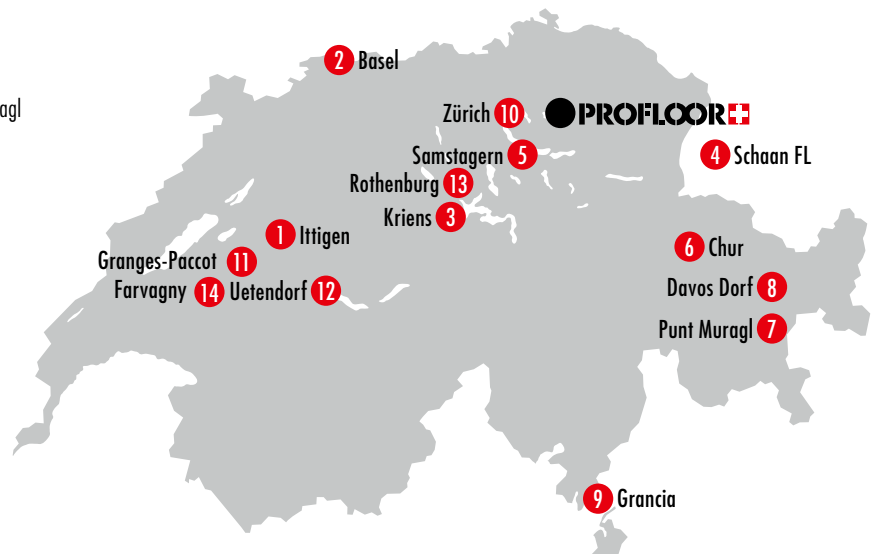 2 Basel
agl
Zürich 10 PROFLOOR
Samstagern 5
4 Schaan FL
Rothenburg 13
Kriens 3
1 Ittigen
6 Chur
Granges-Paccot 11
Farvagny 14 Uetendorf 12
Davos Dorf 8
Punt Muragl 7
9 Grancia